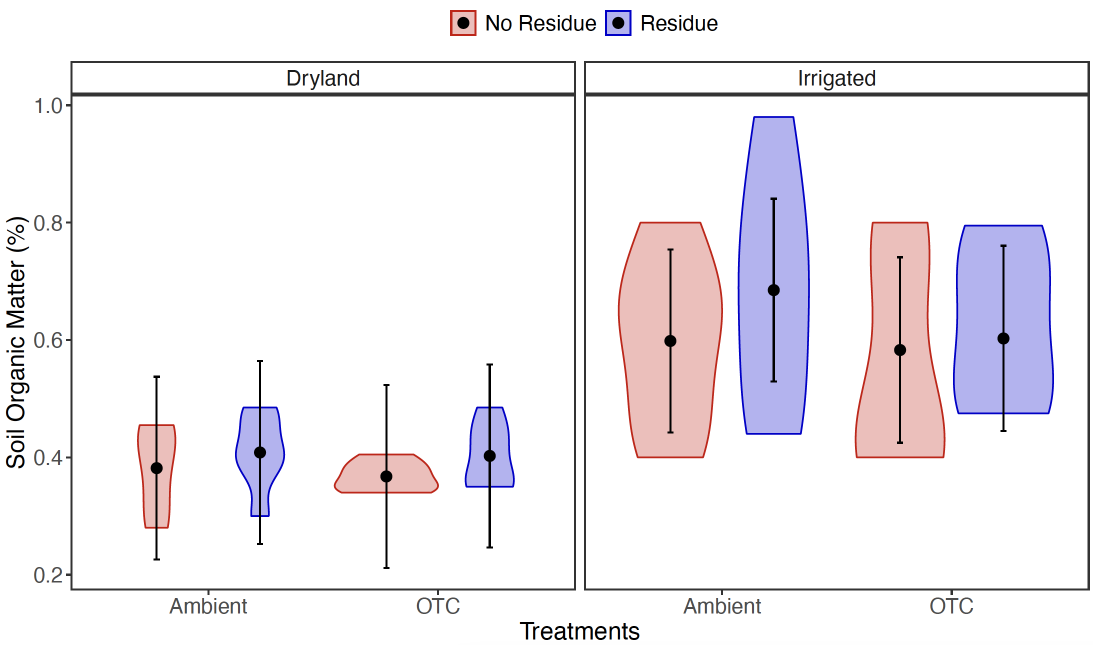 No Residue Residue
Dryland Irrigated
1.0
0.8
0.6
0.4
0.2
Soil Organic Matter (%)
Ambient OTC Ambient OTC
Treatments